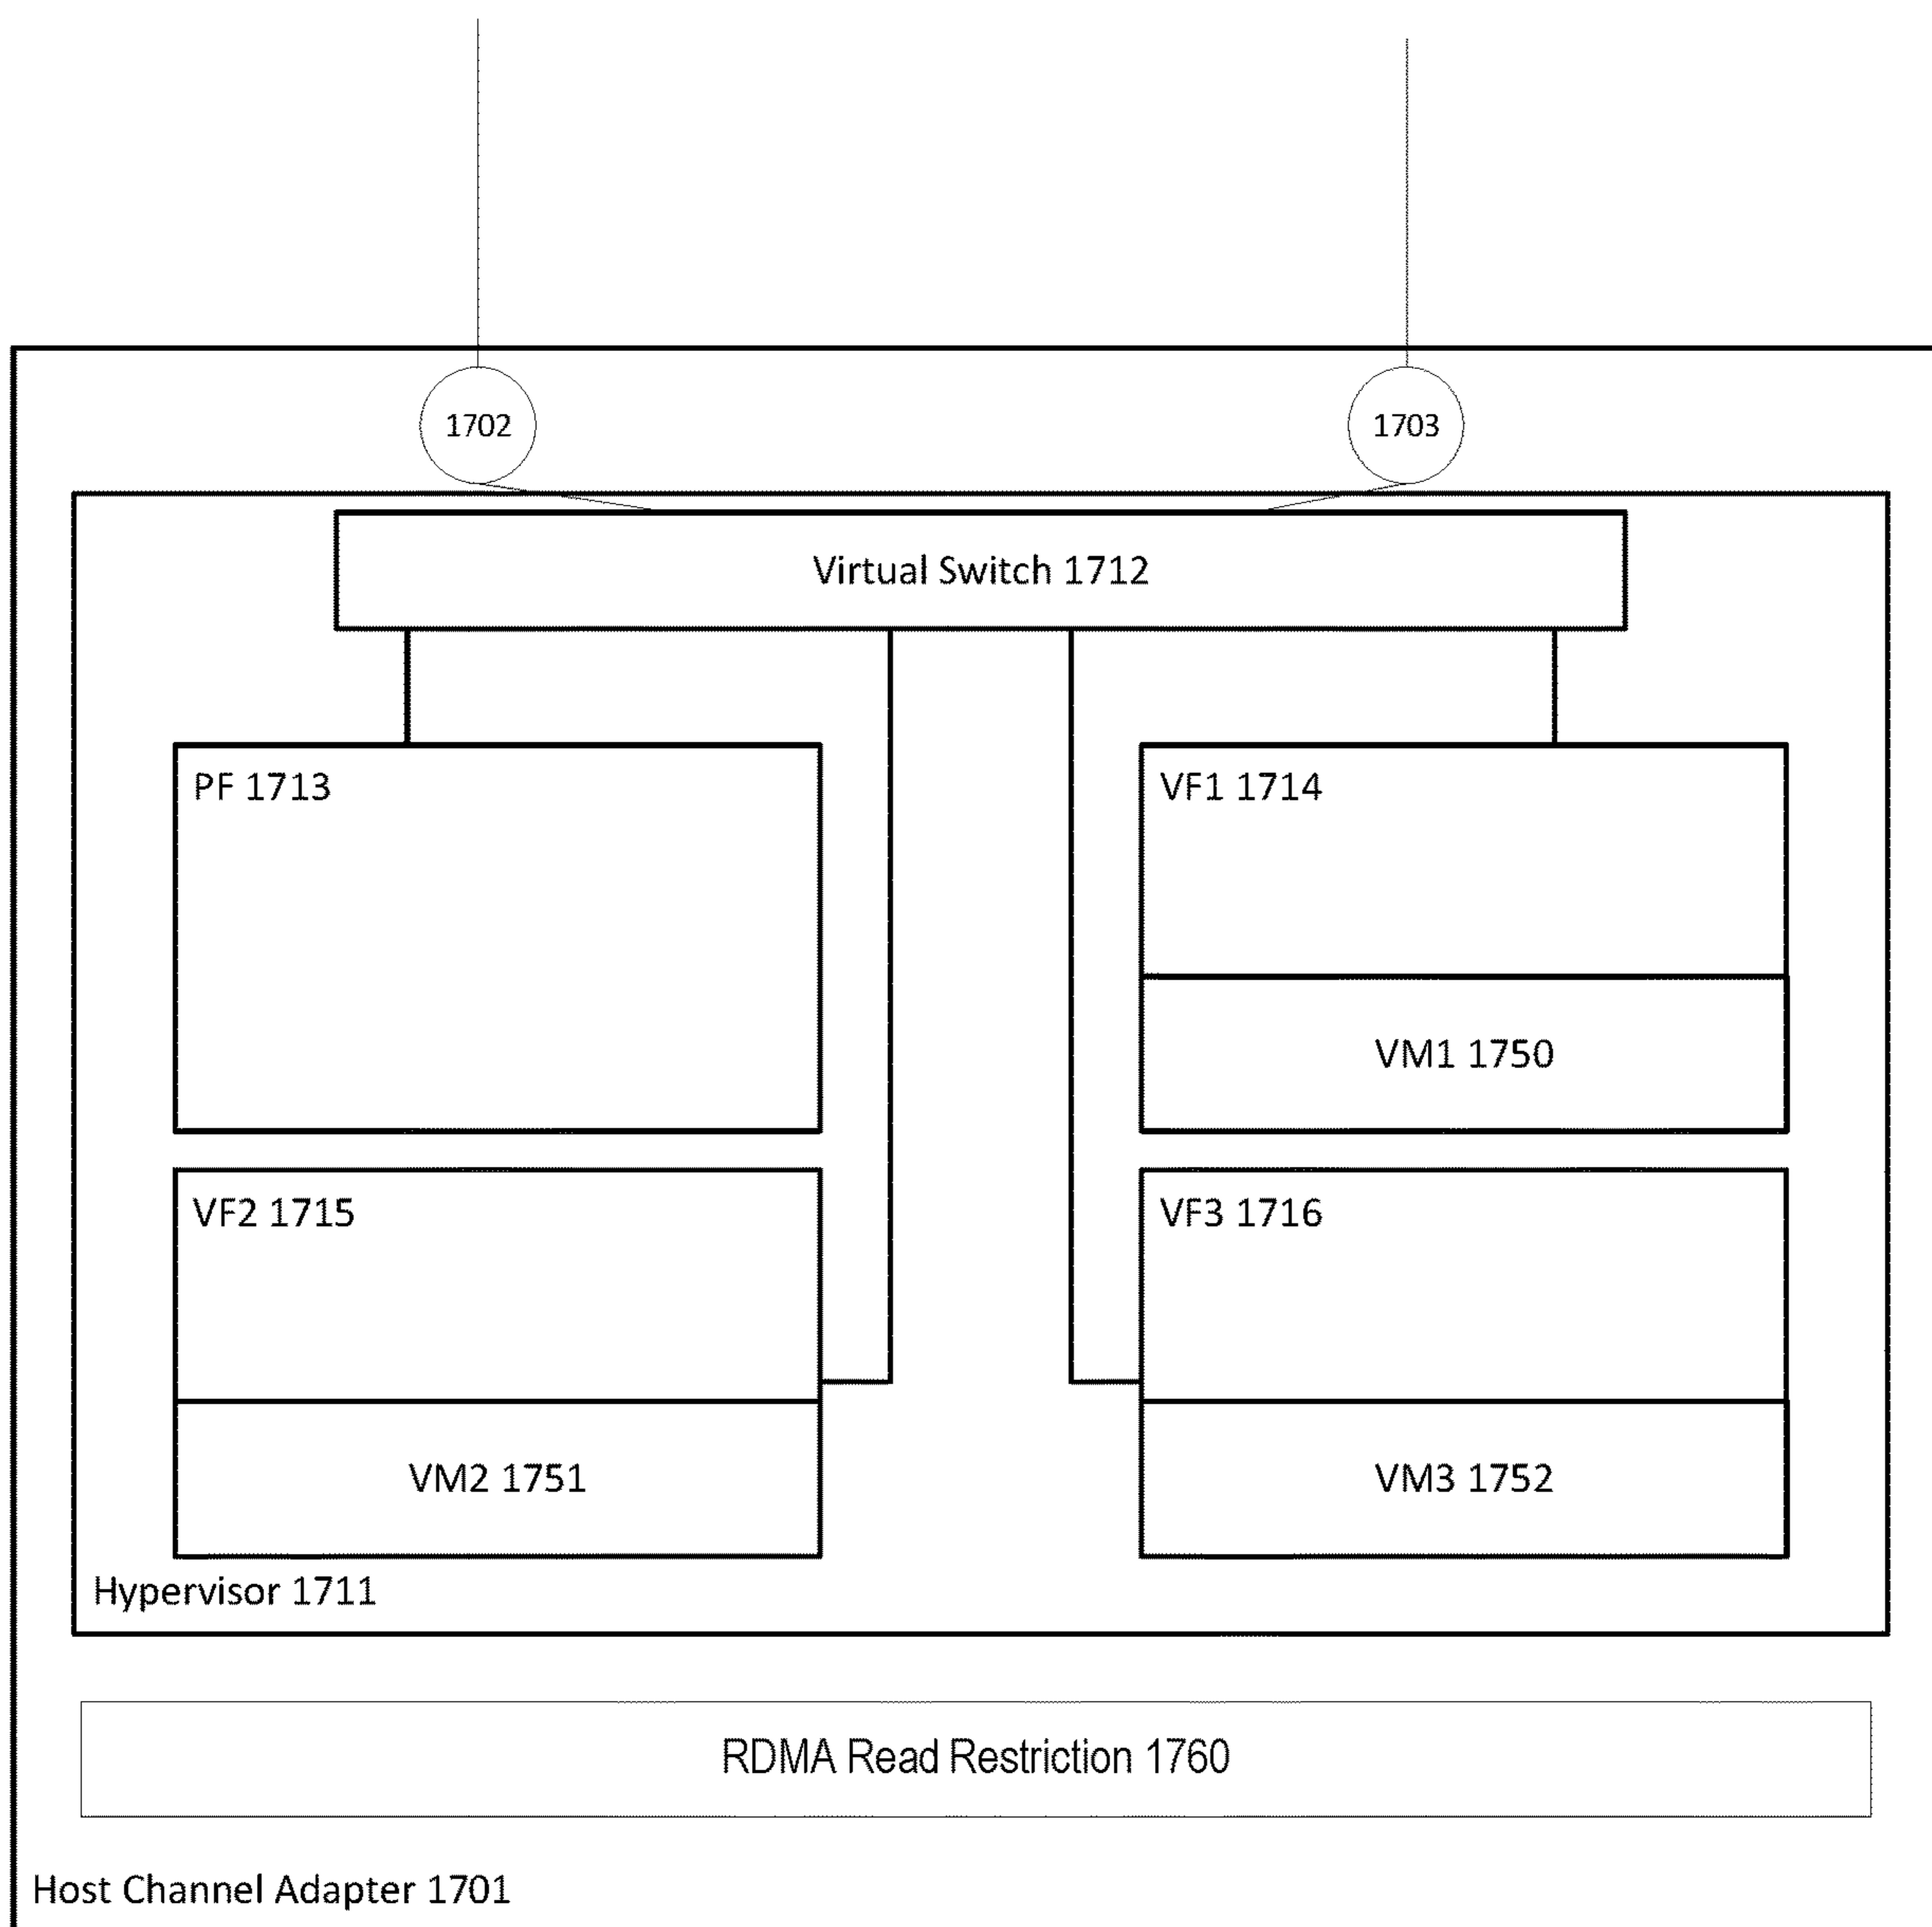 1702
1703
Virtual Switch 1712
PF 1713
VF1 1714
VM1 1750
VF2 1715
VF3 1716
VM2 1751
VM3 1752
Hypervisor 1711
RDMA Read Restriction 1760
Host Channel Adapter 1701